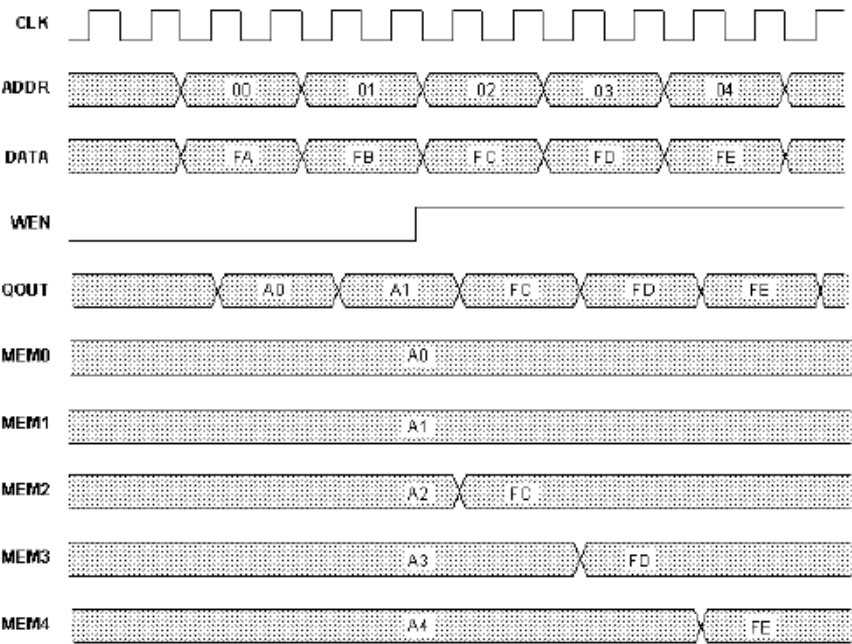 CLK
ADDR 00 01 02 03 04
DATA FA FB FC FD FE
WEN
QOUT A0 A1 FC FD FE
MEM0 A0
MEM1 A1
MEM2 A2 FC
MEM3 A3 FD
MEM4 A4 FE